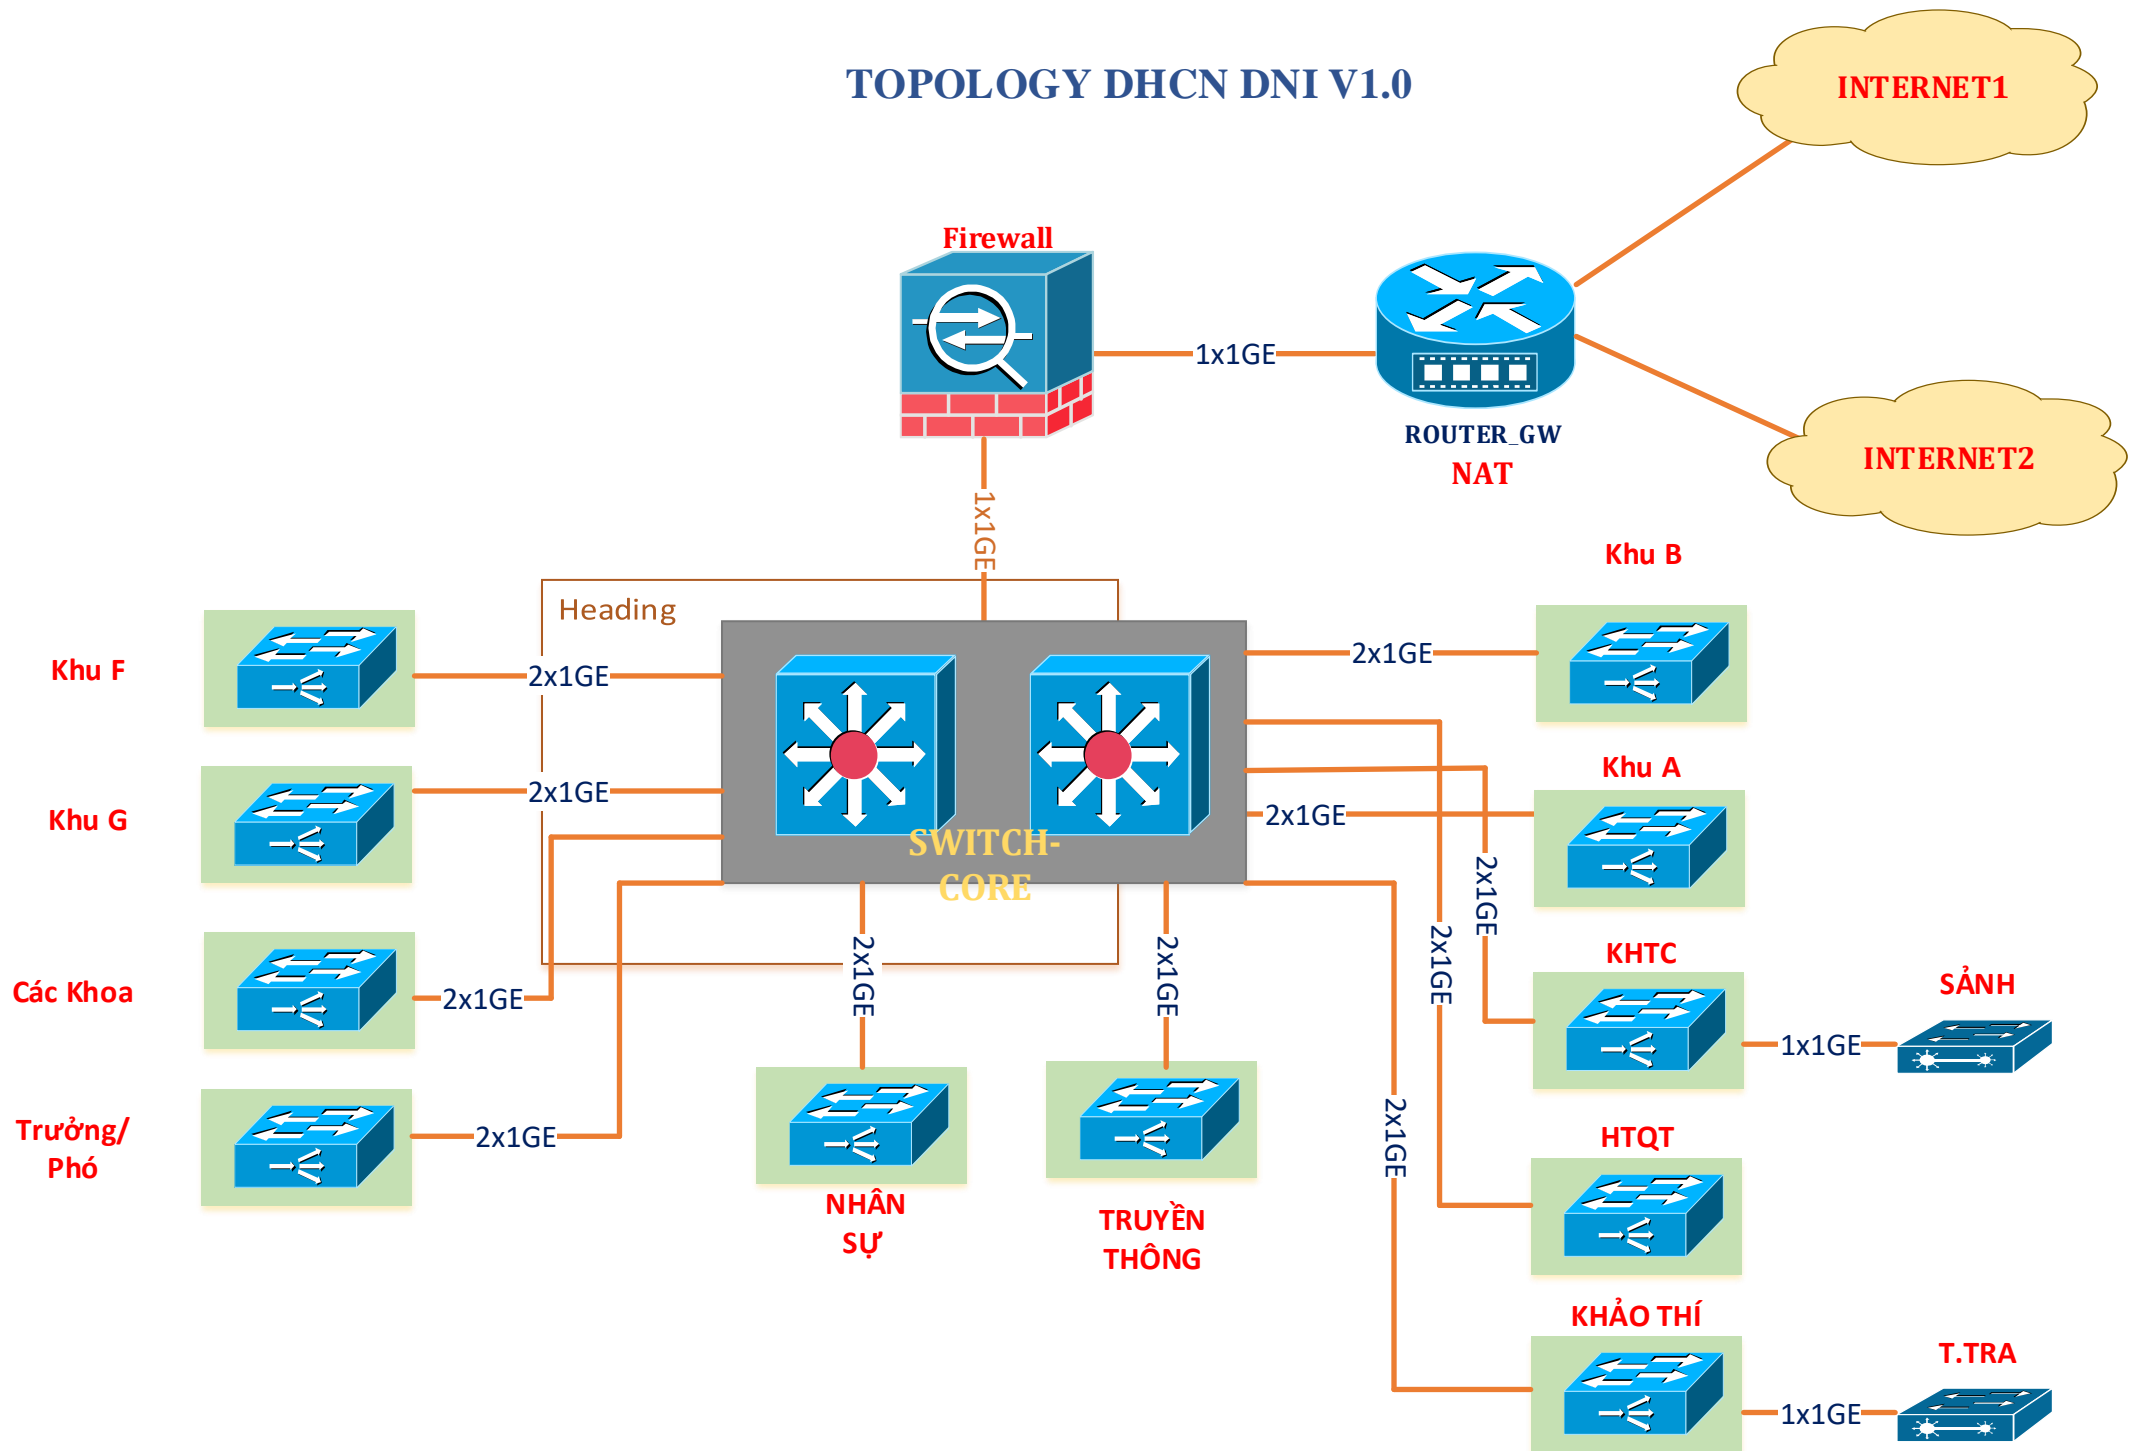 TOPOLOGY DHCN DNI V1.0
INTERNET1
Firewall
1x1GE
ROUTER_GW
NAT
INTERNET2
1x1GE
Khu B
Heading
Khu F
2x1GE
2x1GE
Khu G
2x1GE
Khu A
2x1GE
SWITCH-
CORE
2x1GE
2x1GE
2x1GE
2x1GE
KHTC
SẢNH
Các Khoa
2x1GE
1x1GE
Trưởng/
Phó
2x1GE
2x1GE
HTQT
NHÂN
SỰ
TRUYỀN
THÔNG
KHẢO THÍ
T.TRA
1x1GE